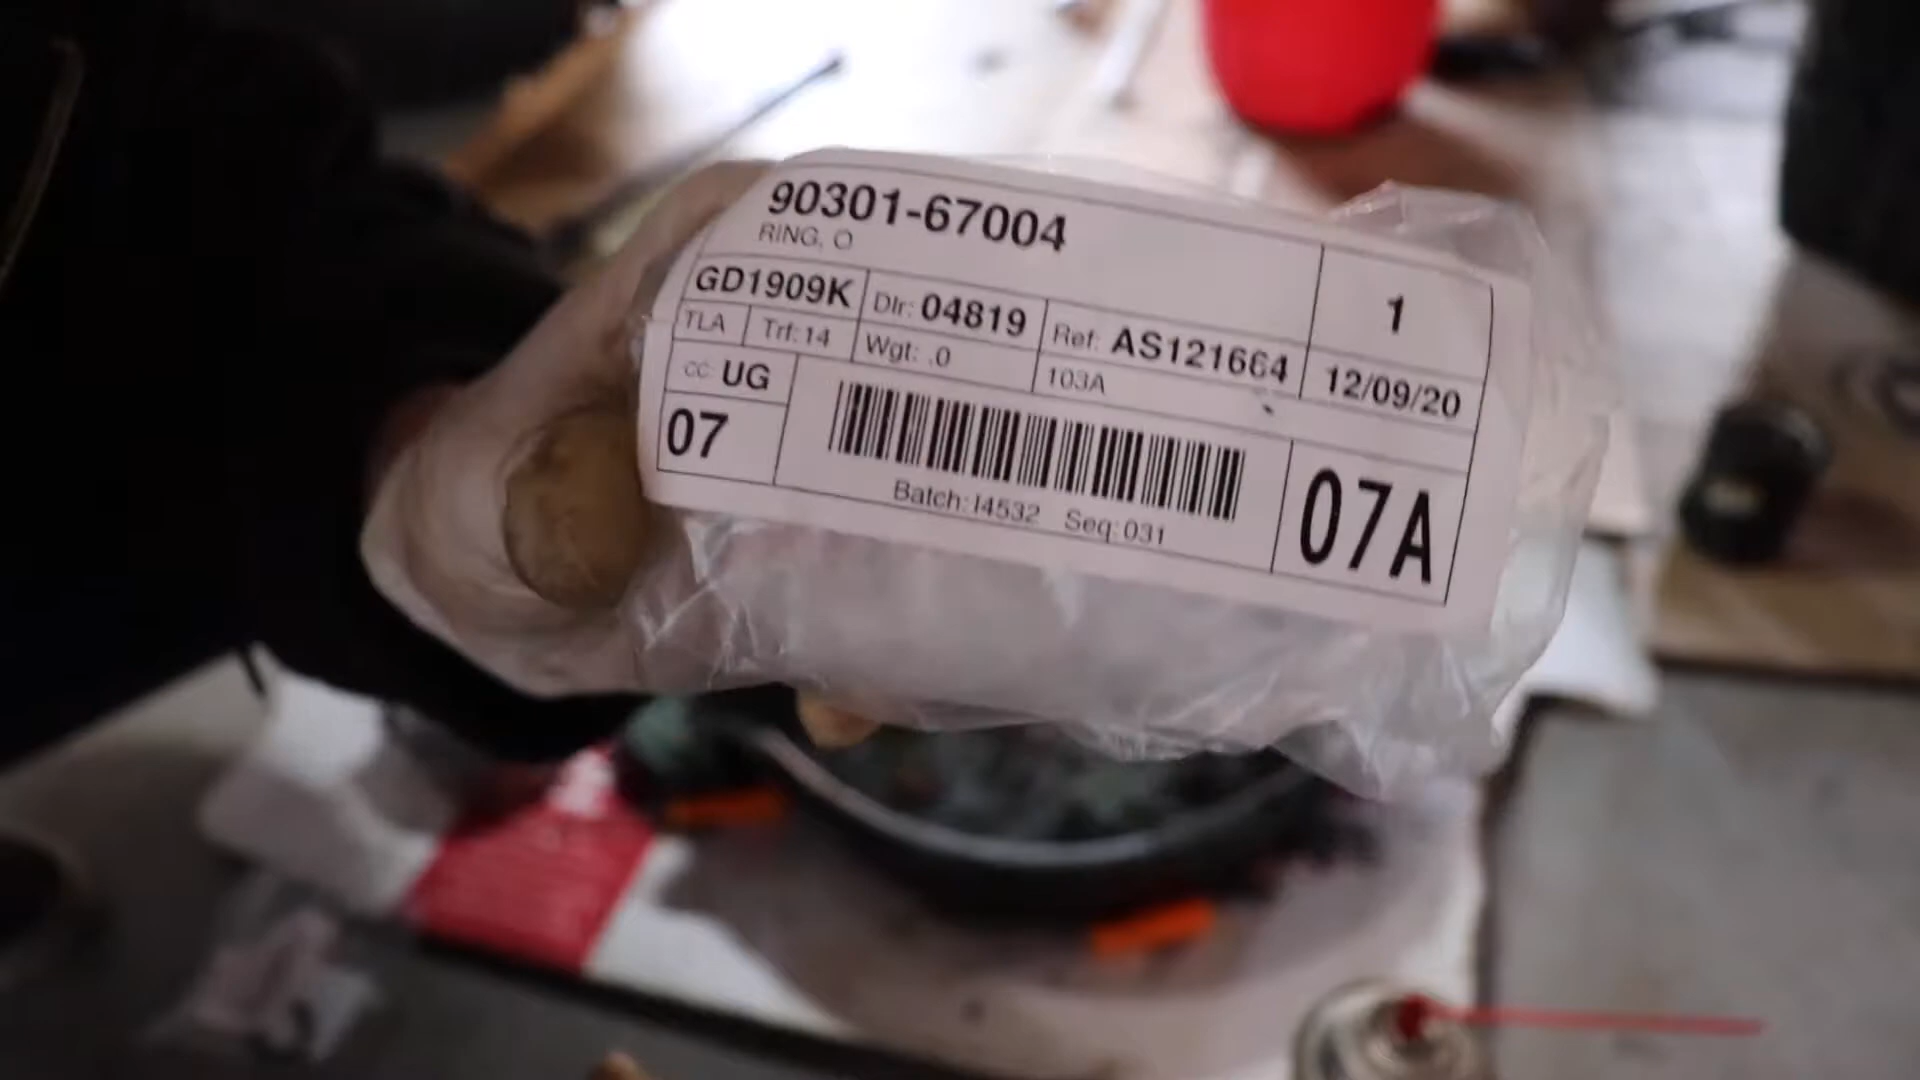 90301-67004
RING, O
1
GD1909K
Dlr: 04819
Ref: AS121664
12/09/20
TLA
Trf: 14
Wgt: .0
103A
CC: UG
07
Batch: I4532 Seq: 031
07A